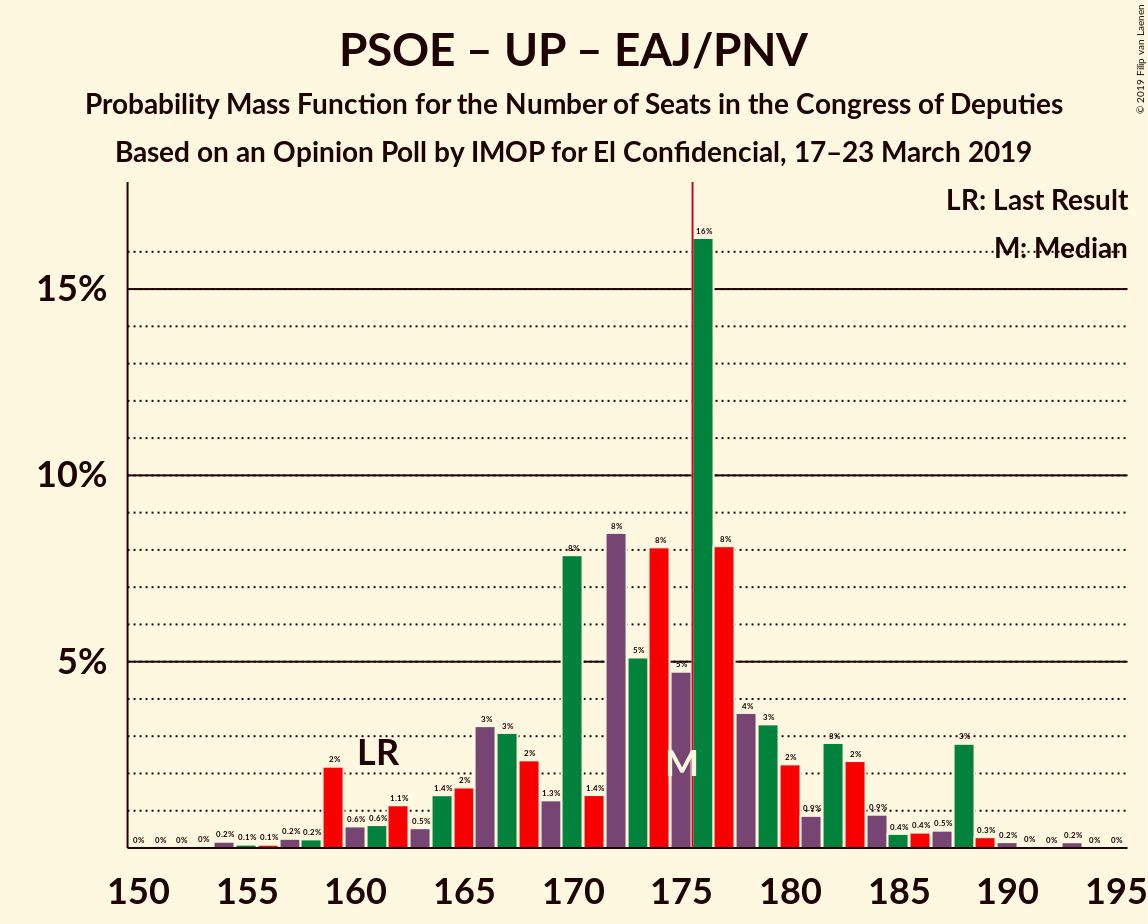 PSOE – UP – EAJ/PNV
Probability Mass Function for the Number of Seats in the Congress of Deputies
Based on an Opinion Poll by IMOP for El Confidencial, 17–23 March 2019
© 2019 Filip van Laenen
LR: Last Result
M: Median
15%
10%
5%
0% 0% 0% 0% 0.2% 0.1% 0.1% 0.2% 0.2% 2% 0.6% 0.6% 1.1% 0.5% 1.4% 2% 3% 3% 2% 1.3% 8% 1.4% 8% 5% 8% 5% 16% 8% 4% 3% 2% 0.9% 3% 2% 0.9% 0.4% 0.4% 0.5% 3% 0.3% 0.2% 0% 0% 0.2% 0% 0%
LR
M
150 155 160 165 170 175 180 185 190 195